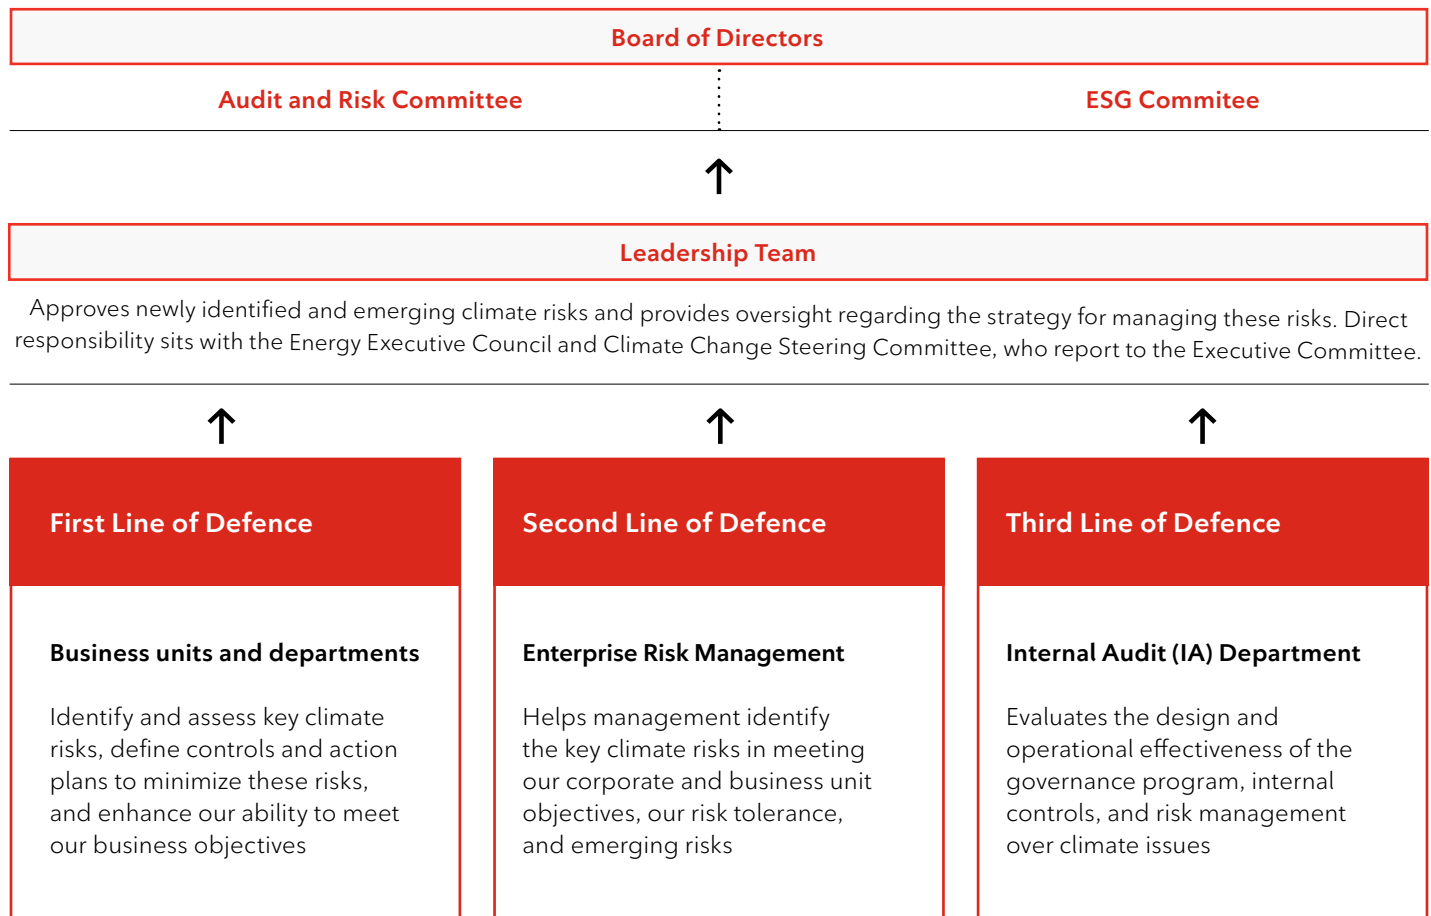 Board of Directors
Audit and Risk Committee
ESG Commitee
Leadership Team
Approves newly identified and emerging climate risks and provides oversight regarding the strategy for managing these risks. Direct
responsibility sits with the Energy Executive Council and Climate Change Steering Committee, who report to the Executive Committee.
First Line of Defence
Business units and departments
Identify and assess key climate
risks, define controls and action
plans to minimize these risks,
and enhance our ability to meet
our business objectives
Second Line of Defence
Enterprise Risk Management
Helps management identify
the key climate risks in meeting
our corporate and business unit
objectives, our risk tolerance,
and emerging risks
Third Line of Defence
Internal Audit (IA) Department
Evaluates the design and
operational effectiveness of the
governance program, internal
controls, and risk management
over climate issues